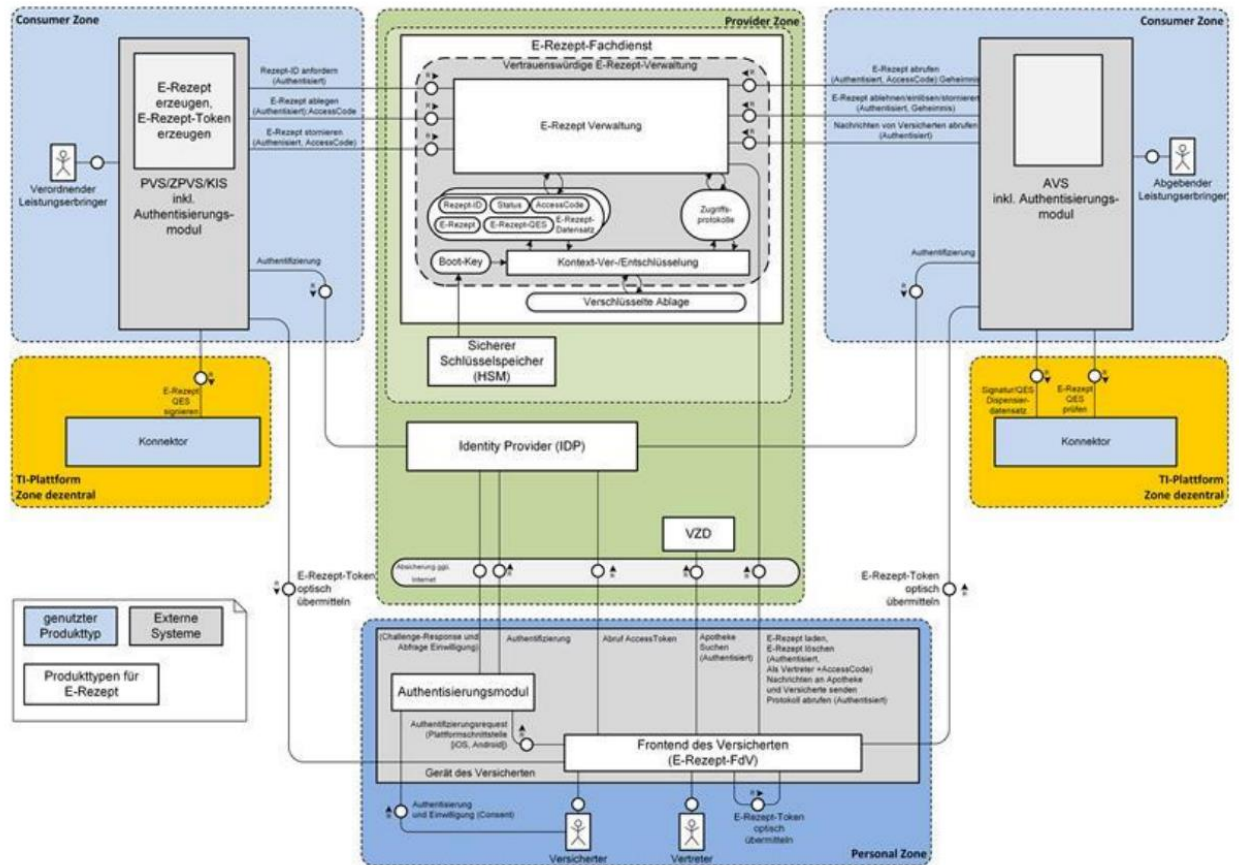 Consumer Zone
E-Rezept
erzeugen,
E-Rezept-Token
erzeugen
PVS/ZPVS/KIS
inkl.
Authentisierungs-
modul
Verordnender
Leistungserbringer
Rezept-ID anfordern
(Authentisiert)
E-Rezept ablegen
(Authentisiert):AccessCode
E-Rezept stornieren
(Authenisiert, AccessCode)
Authentifizierung
Provider Zone
E-Rezept-Fachdienst
Vertrauenswürdige E-Rezept-Verwaltung
E-Rezept Verwaltung
Rezept-ID
Status
AccessCode
E-Rezept
E-Rezept-QES
E-Rezept-
Datensatz
Zugriffs-
protokolle
Boot-Key
Kontext-Ver-/Entschlüsselung
Verschlüsselte Ablage
Sicherer
Schlüsselspeicher
(HSM)
Consumer Zone
E-Rezept abrufen
(Authentisiert, AccessCode):Geheimnis
E-Rezept ablehnen/einlösen/stornieren
(Authentisiert, Geheimnis)
Nachrichten von Versicherten abrufen
(Authentisiert)
AVS
inkl. Authentisierungs-
modul
Abgebender
Leistungserbringer
Authentifizierung
E-Rezept
QES
signieren
Konnektor
TI-Plattform
Zone dezentral
Identity Provider (IDP)
Signatur/QES
Dispensier-
datensatz
E-Rezept
QES
prüfen
Konnektor
TI-Plattform
Zone dezentral
VZD
Absicherung ggü.
Internet
E-Rezept-Token
optisch
übermitteln
E-Rezept-Token
optisch
übermitteln
genutzter
Produkttyp
Externe
Systeme
Produkttypen für
E-Rezept
(Challenge-Response und
Abfrage Einwilligung)
Authentifizierung
Abruf AccessToken
Apotheke
Suchen
(Authentisiert)
E-Rezept laden,
E-Rezept löschen
(Authentisiert,
Als Vertreter +AccessCode)
Nachrichten an Apotheke
und Versicherte senden
Protokoll abrufen (Authentisiert)
Authentisierungsmodul
Authentifizierungsrequest
(Plattformschnittstelle
[iOS, Android])
Frontend des Versicherten
(E-Rezept-FdV)
Gerät des Versicherten
Authentisierung
und Einwilligung (Consent)
Versicherter
Vertreter
E-Rezept-Token
optisch
übermitteln
Personal Zone